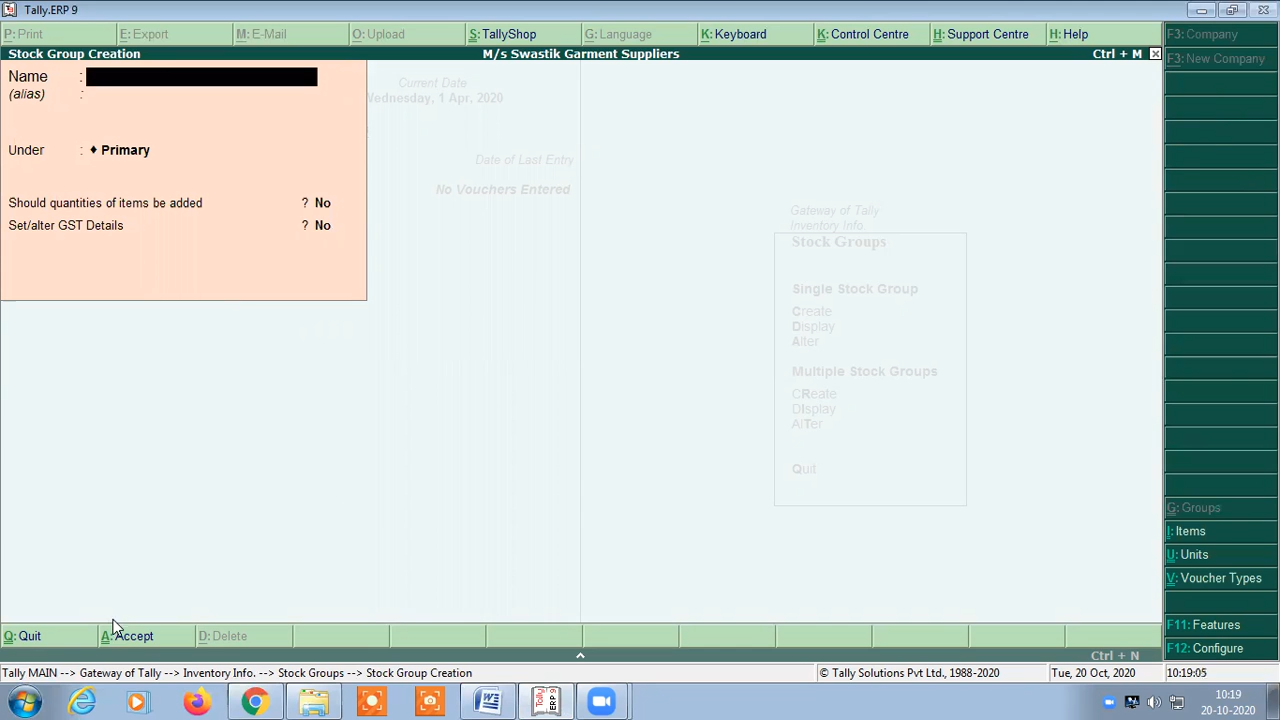 Tally.ERP 9
P: Print E: Export M: E-Mail O: Upload S: TallyShop G: Language K: Keyboard K: Control Centre H: Support Centre H: Help F3: Company
Stock Group Creation M/s Swastik Garment Suppliers Ctrl + M
F3: New Company
Name :
(alias) :
Current Date
Wednesday, 1 Apr, 2020
Under : ♦ Primary
Date of Last Entry
No Vouchers Entered
Should quantities of items be added ? No
Set/alter GST Details ? No
Gateway of Tally
Inventory Info.
Stock Groups
Single Stock Group
Create
Display
Alter
Multiple Stock Groups
CReate
DIsplay
AlTer
Quit
G: Groups
I: Items
U: Units
V: Voucher Types
F11: Features
F12: Configure
Q: Quit A: Accept D: Delete
Ctrl + N
Tally MAIN --> Gateway of Tally --> Inventory Info. --> Stock Groups --> Stock Group Creation © Tally Solutions Pvt Ltd., 1988-2020 Tue, 20 Oct, 2020 10:19:05
10:19
20-10-2020